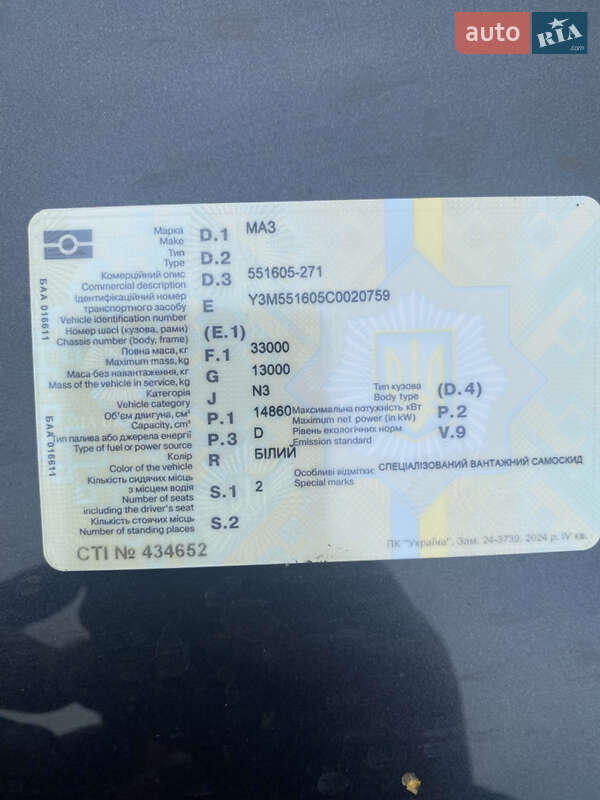 auto RIA .com
БАА 016611
БАА 016611
Марка
Make D.1 МАЗ
Тип
Type D.2
Комерційний опис
Commercial description D.3 551605-271
Ідентифікаційний номер
транспортного засобу E Y3M551605C0020759
Vehicle identification number
Номер шасі (кузова, рами)
Chassis number (body, frame) (E.1)
Повна маса, кг
Maximum mass, kg F.1 33000
Маса без навантаження, кг
Mass of the vehicle in service, kg G 13000
Категорія
Vehicle category J N3
Тип кузова
Body type (D.4)
Об'єм двигуна, см³
Capacity, cm³ P.1 14860
Максимальна потужність кВт
Maximum net power (in kW) P.2
Тип палива або джерела енергії
Type of fuel or power source P.3 D
Рівень екологічних норм
Emission standard V.9
Колір
Color of the vehicle R БІЛИЙ
Особливі відмітки: СПЕЦІАЛІЗОВАНИЙ ВАНТАЖНИЙ САМОСКИД
Special marks
Кількість сидячих місць
з місцем водія
Number of seats
including the driver's seat S.1 2
Кількість стоячих місць
Number of standing places S.2
СТІ № 434652
ПК "Україна". Зам. 24-3739. 2024 р. IV кв.